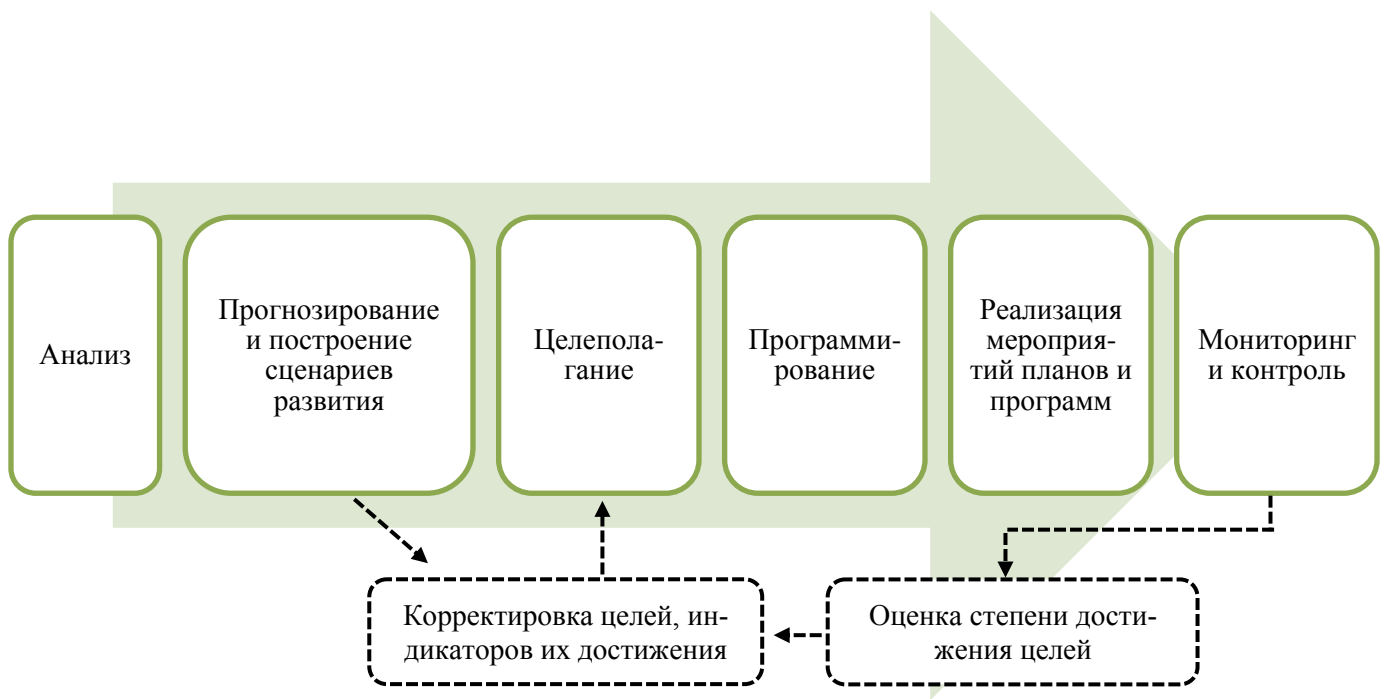 Анализ
Прогнозирование
и построение
сценариев
развития
Целепола-
гание
Программи-
рование
Реализация
мероприя-
тий планов и
программ
Мониторинг
и контроль
Корректировка целей, ин-
дикаторов их достижения
Оценка степени дости-
жения целей